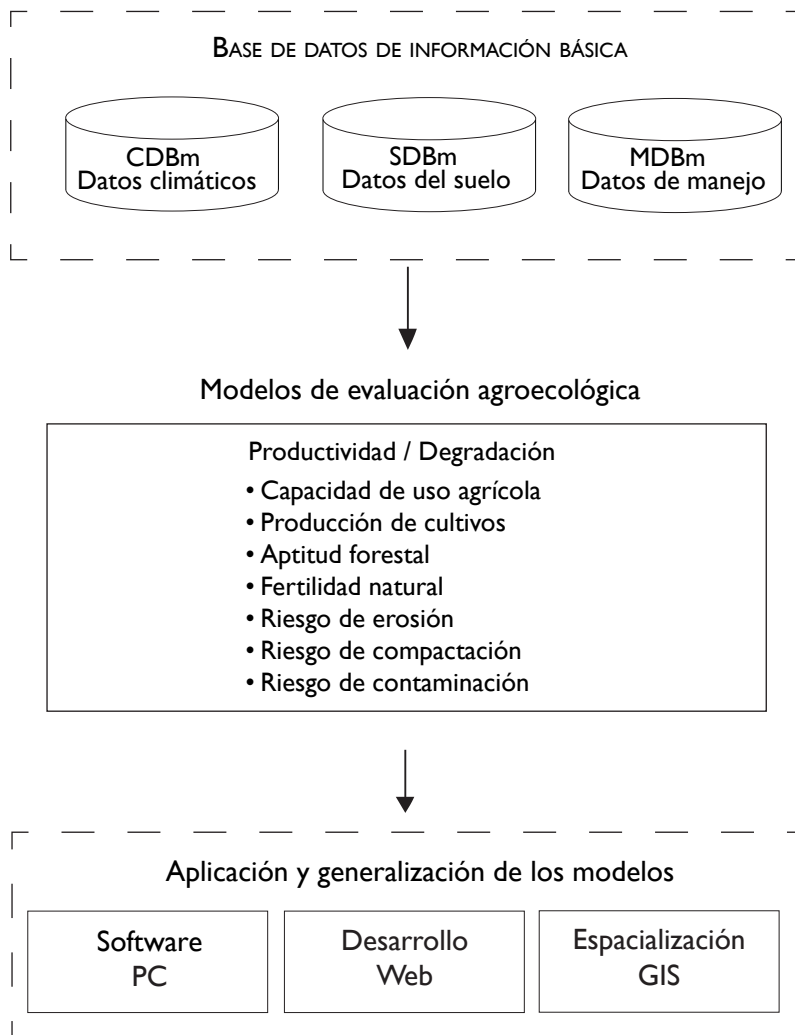 BASE DE DATOS DE INFORMACIÓN BÁSICA
CDBm
Datos climáticos
SDBm
Datos del suelo
MDBm
Datos de manejo
Modelos de evaluación agroecológica
Productividad / Degradación
• Capacidad de uso agrícola
• Producción de cultivos
• Aptitud forestal
• Fertilidad natural
• Riesgo de erosión
• Riesgo de compactación
• Riesgo de contaminación
Aplicación y generalización de los modelos
Software
PC
Desarrollo
Web
Espacialización
GIS